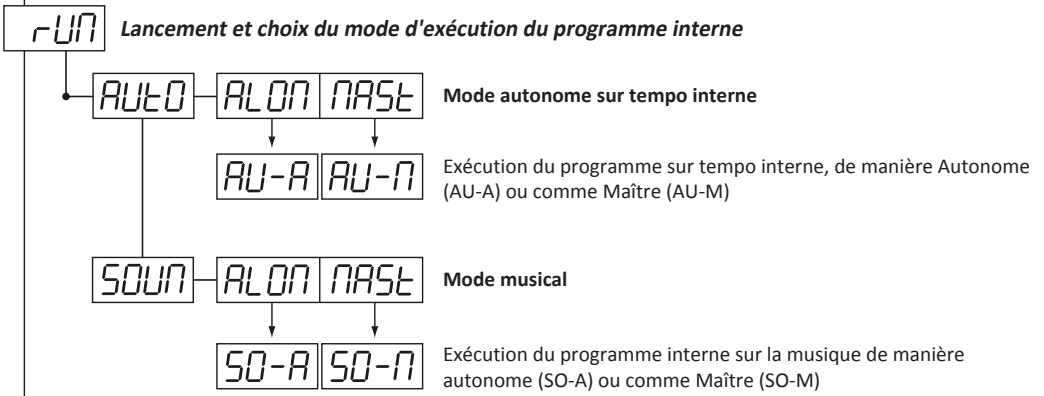 rUN Lancement et choix du mode d'exécution du programme interne
AUtO ALON MASt Mode autonome sur tempo interne
AU-A AU-M Exécution du programme sur tempo interne, de manière Autonome
(AU-A) ou comme Maître (AU-M)
SOUN ALON MASt Mode musical
SO-A SO-M Exécution du programme interne sur la musique de manière
autonome (SO-A) ou comme Maître (SO-M)